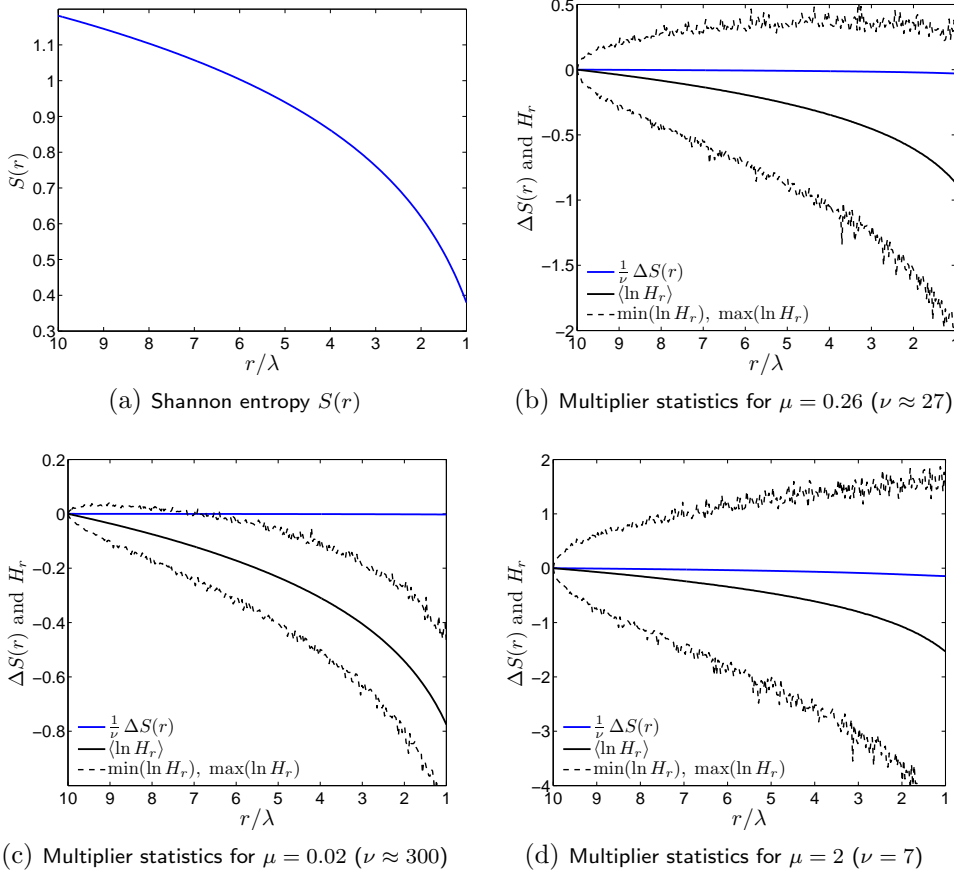 1.1
1
0.9
0.8
0.7
0.6
0.5
0.4
0.3
S(r)
10 9 8 7 6 5 4 3 2 1
r/λ
(a) Shannon entropy S(r)
0.5
0
−0.5
−1
−1.5
−2
ΔS(r) and H_r
1/ν ΔS(r)
⟨ln H_r⟩
min(ln H_r), max(ln H_r)
10 9 8 7 6 5 4 3 2 1
r/λ
(b) Multiplier statistics for μ = 0.26 (ν ≈ 27)
0.2
0
−0.2
−0.4
−0.6
−0.8
ΔS(r) and H_r
1/ν ΔS(r)
⟨ln H_r⟩
min(ln H_r), max(ln H_r)
10 9 8 7 6 5 4 3 2 1
r/λ
(c) Multiplier statistics for μ = 0.02 (ν ≈ 300)
2
1
0
−1
−2
−3
−4
ΔS(r) and H_r
1/ν ΔS(r)
⟨ln H_r⟩
min(ln H_r), max(ln H_r)
10 9 8 7 6 5 4 3 2 1
r/λ
(d) Multiplier statistics for μ = 2 (ν = 7)